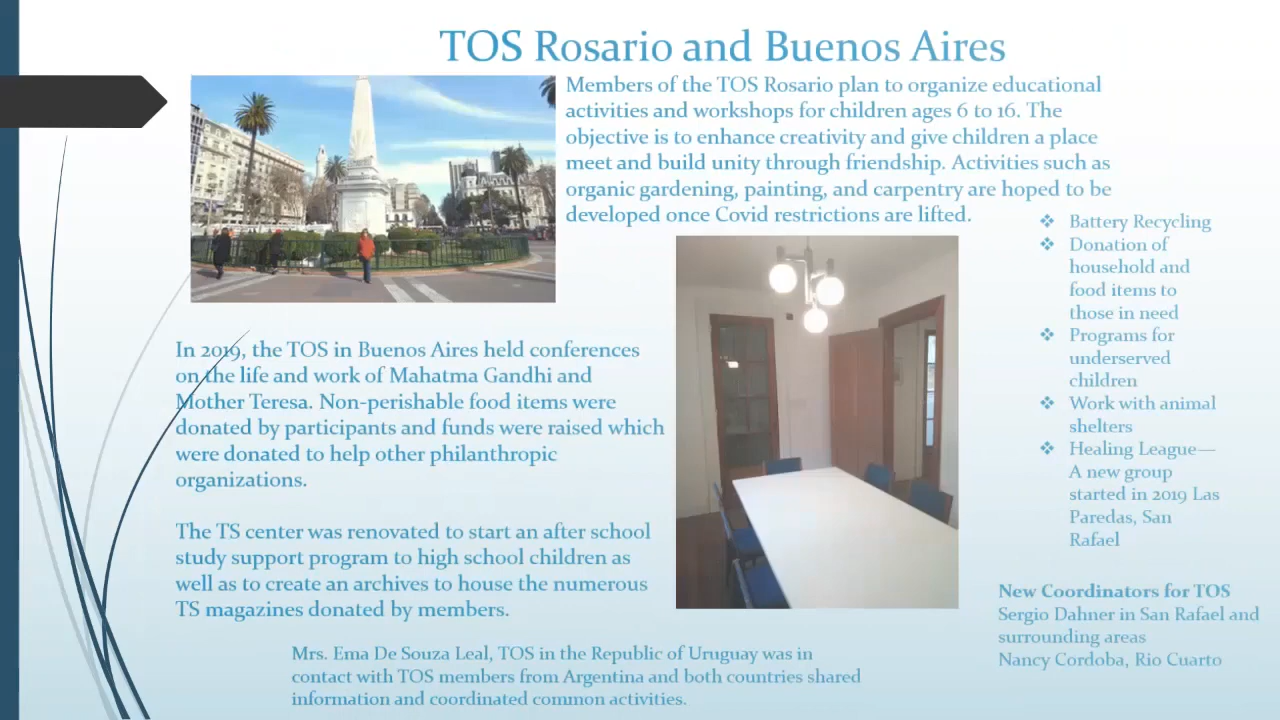 TOS Rosario and Buenos Aires
Members of the TOS Rosario plan to organize educational
activities and workshops for children ages 6 to 16. The
objective is to enhance creativity and give children a place
meet and build unity through friendship. Activities such as
organic gardening, painting, and carpentry are hoped to be
developed once Covid restrictions are lifted.
❖ Battery Recycling
❖ Donation of
household and
food items to
those in need
❖ Programs for
underserved
children
❖ Work with animal
shelters
❖ Healing League—
A new group
started in 2019 Las
Paredas, San
Rafael
In 2019, the TOS in Buenos Aires held conferences
on the life and work of Mahatma Gandhi and
Mother Teresa. Non-perishable food items were
donated by participants and funds were raised which
were donated to help other philanthropic
organizations.
The TS center was renovated to start an after school
study support program to high school children as
well as to create an archives to house the numerous
TS magazines donated by members.
New Coordinators for TOS
Sergio Dahner in San Rafael and
surrounding areas
Nancy Cordoba, Rio Cuarto
Mrs. Ema De Souza Leal, TOS in the Republic of Uruguay was in
contact with TOS members from Argentina and both countries shared
information and coordinated common activities.